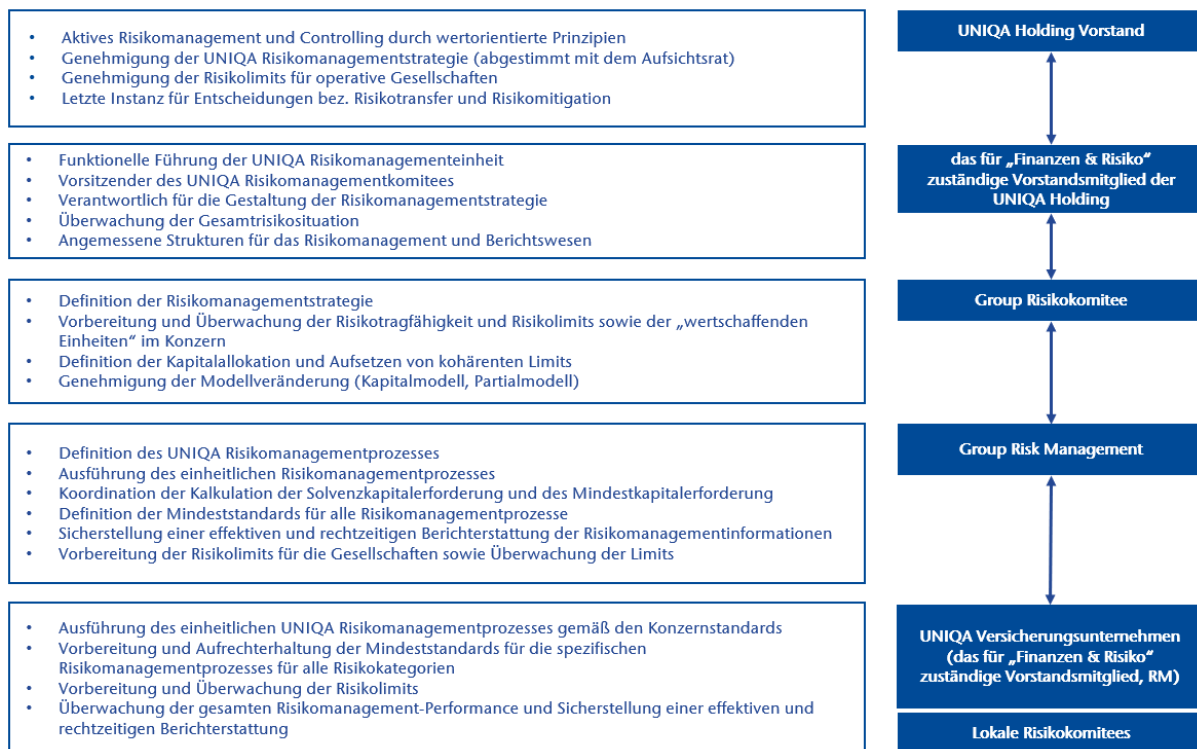 • Aktives Risikomanagement und Controlling durch wertorientierte Prinzipien
• Genehmigung der UNIQA Risikomanagementstrategie (abgestimmt mit dem Aufsichtsrat)
• Genehmigung der Risikolimits für operative Gesellschaften
• Letzte Instanz für Entscheidungen bez. Risikotransfer und Risikomitigation
UNIQA Holding Vorstand
• Funktionelle Führung der UNIQA Risikomanagementeinheit
• Vorsitzender des UNIQA Risikomanagementkomitees
• Verantwortlich für die Gestaltung der Risikomanagementstrategie
• Überwachung der Gesamtrisikosituation
• Angemessene Strukturen für das Risikomanagement und Berichtswesen
das für „Finanzen & Risiko“
zuständige Vorstandsmitglied der
UNIQA Holding
• Definition der Risikomanagementstrategie
• Vorbereitung und Überwachung der Risikotragfähigkeit und Risikolimits sowie der „wertschaffenden
Einheiten“ im Konzern
• Definition der Kapitalallokation und Aufsetzen von kohärenten Limits
• Genehmigung der Modellveränderung (Kapitalmodell, Partialmodell)
Group Risikokomitee
• Definition des UNIQA Risikomanagementprozesses
• Ausführung des einheitlichen Risikomanagementprozesses
• Koordination der Kalkulation der Solvenzkapitalerforderung und des Mindestkapitalerforderung
• Definition der Mindeststandards für alle Risikomanagementprozesse
• Sicherstellung einer effektiven und rechtzeitigen Berichterstattung der Risikomanagementinformationen
• Vorbereitung der Risikolimits für die Gesellschaften sowie Überwachung der Limits
Group Risk Management
• Ausführung des einheitlichen UNIQA Risikomanagementprozesses gemäß den Konzernstandards
• Vorbereitung und Aufrechterhaltung der Mindeststandards für die spezifischen
Risikomanagementprozesses für alle Risikokategorien
• Vorbereitung und Überwachung der Risikolimits
• Überwachung der gesamten Risikomanagement-Performance und Sicherstellung einer effektiven und
rechtzeitigen Berichterstattung
UNIQA Versicherungsunternehmen
(das für „Finanzen & Risiko“
zuständige Vorstandsmitglied, RM)
Lokale Risikokomitees